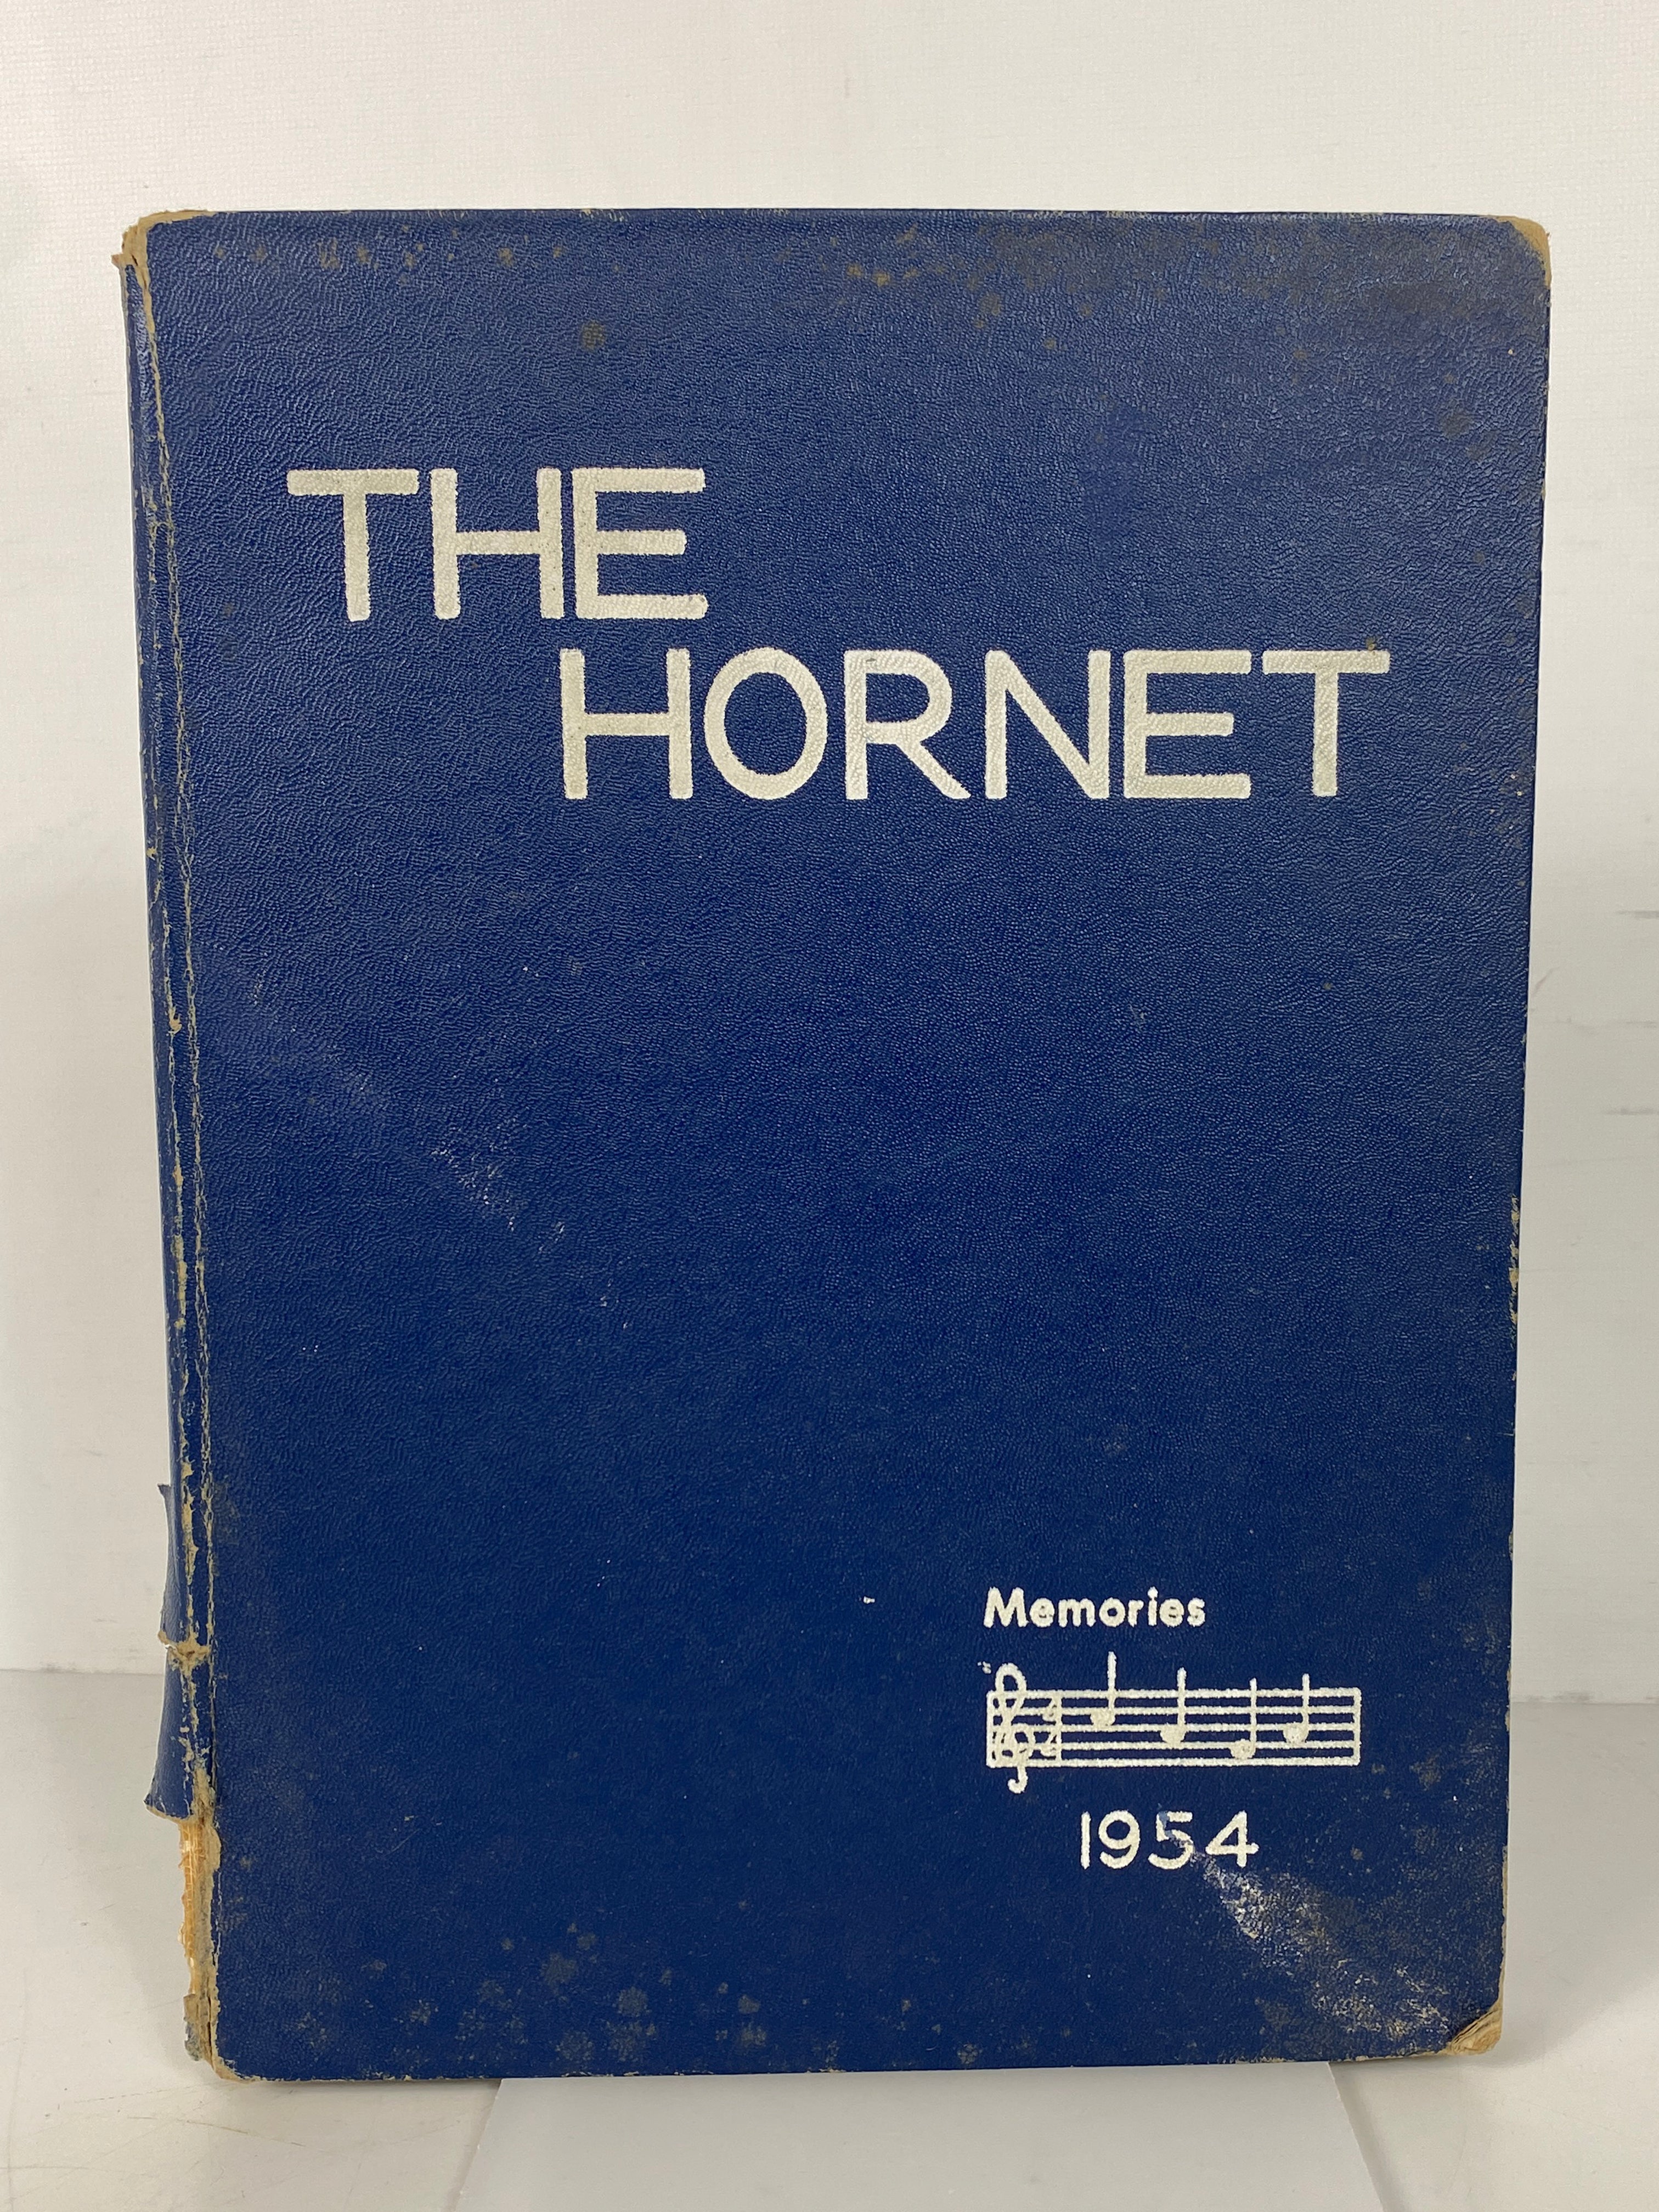 THE
HORNET
Memories
1954